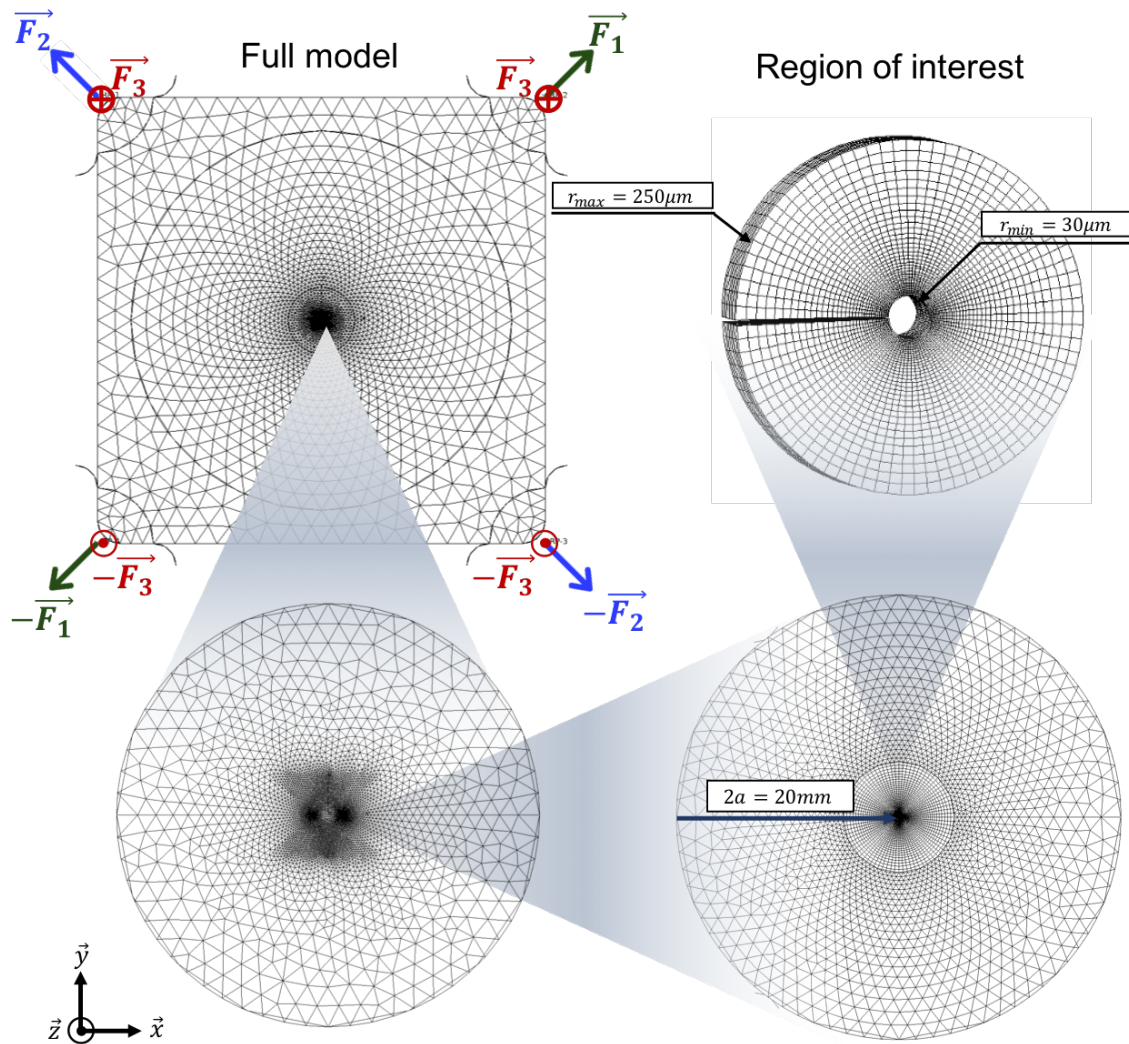 F₂
F₃
Full model
F₃
F₁
Region of interest
r_max = 250μm
r_min = 30μm
−F₃
−F₁
−F₃
−F₂
2a = 20mm
y
z
x